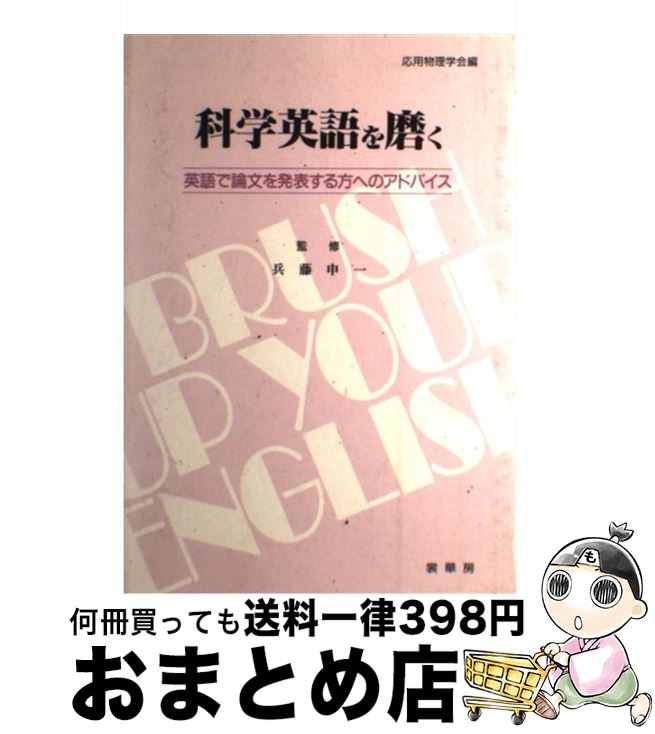 応用物理学会編
科学英語を磨く
英語で論文を発表する方へのアドバイス
監修
兵藤申一
BRUSH
UP YOUR
ENGLISH
裳華房
何冊買っても送料一律398円
おまとめ店
も